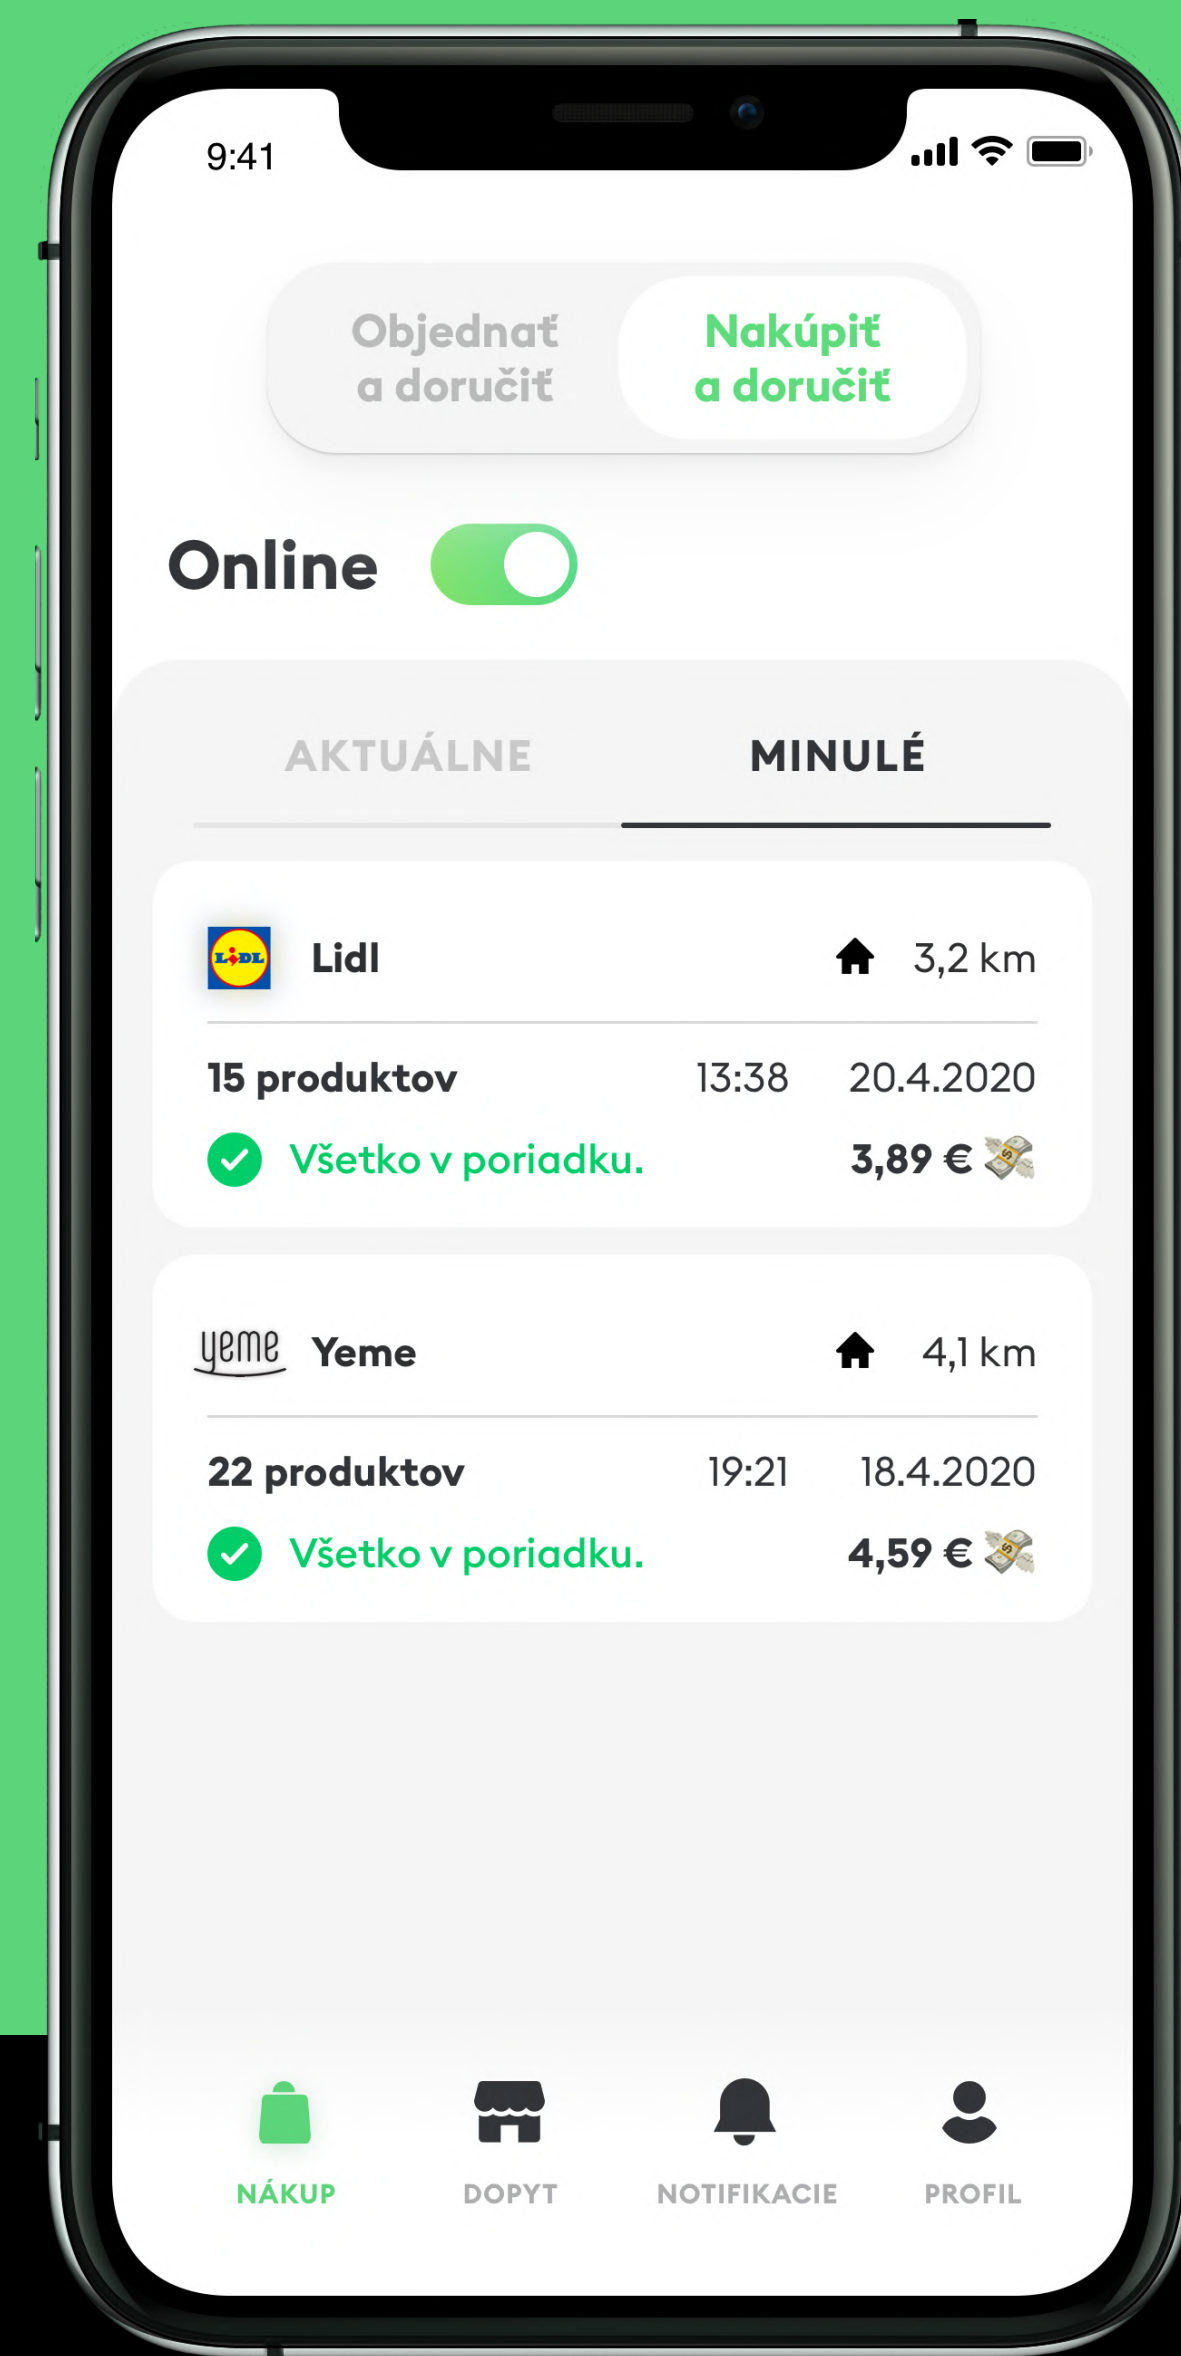 9:41
Objednať
a doručiť
Nakúpiť
a doručiť
Online
AKTUÁLNE
MINULÉ
LIDL
Lidl
3,2 km
15 produktov
13:38
20.4.2020
Všetko v poriadku.
3,89 €
yeme
Yeme
4,1 km
22 produktov
19:21
18.4.2020
Všetko v poriadku.
4,59 €
NÁKUP
DOPYT
NOTIFIKACIE
PROFIL